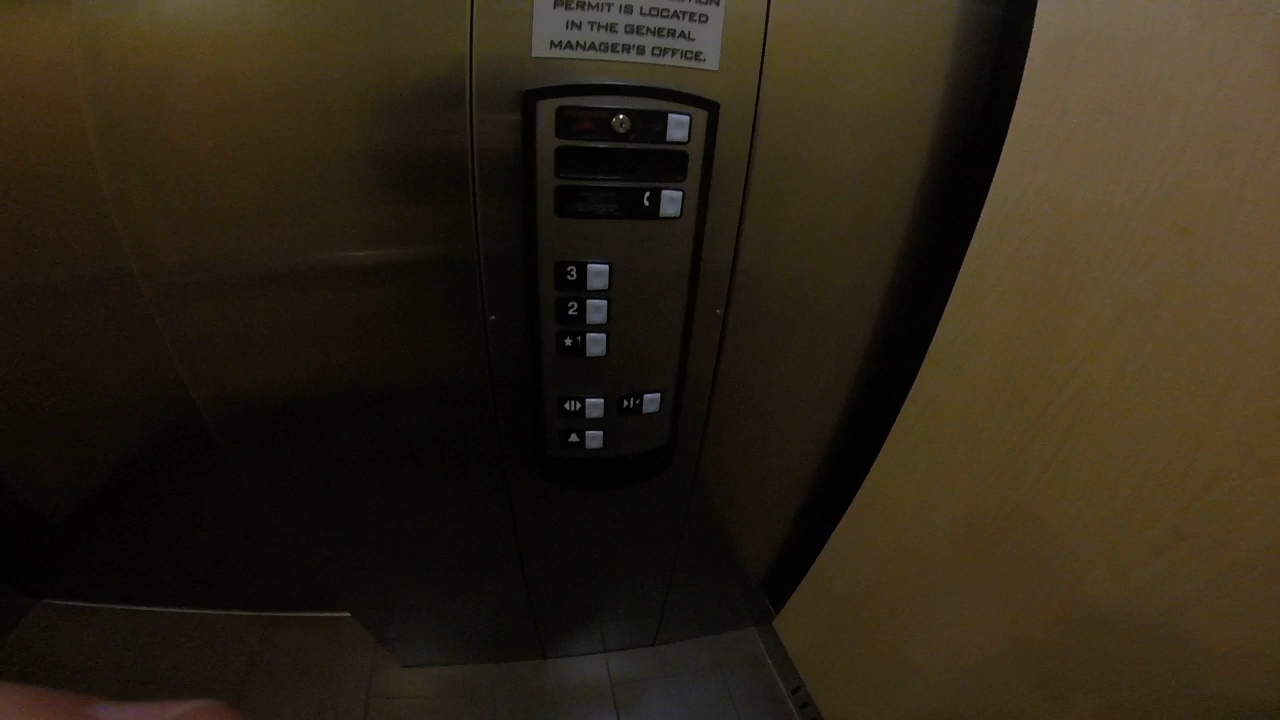 PERMIT IS LOCATED
IN THE GENERAL
MANAGER'S OFFICE.
3
2
★1